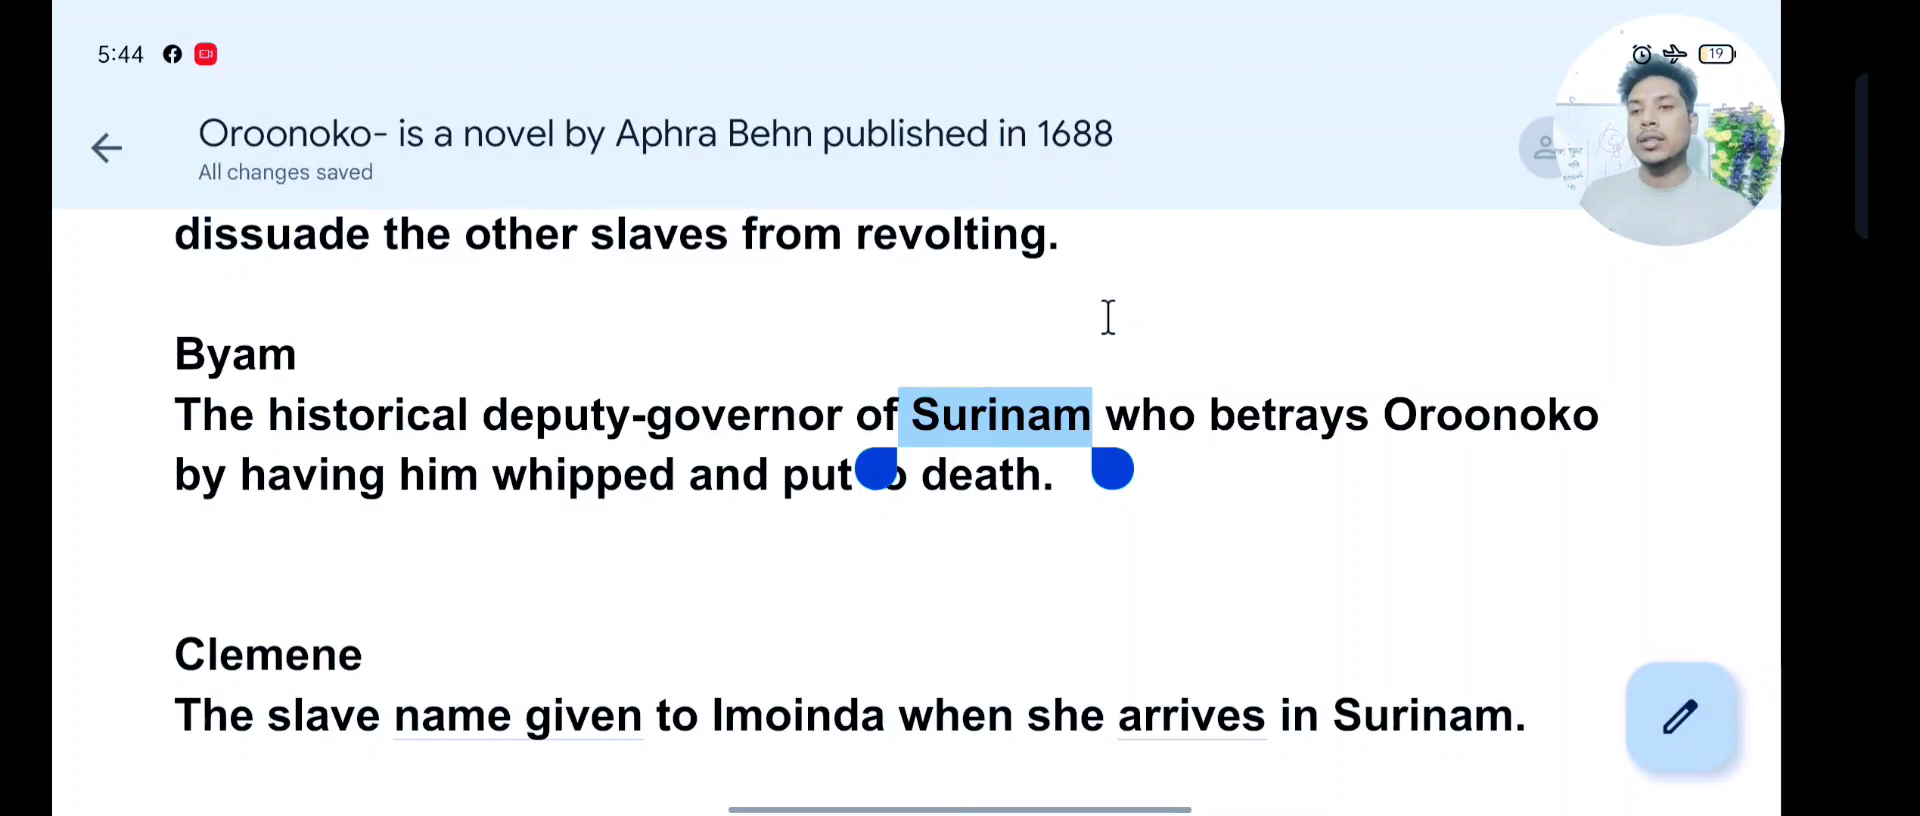 5:44
19
Oroonoko- is a novel by Aphra Behn published in 1688
All changes saved
dissuade the other slaves from revolting.
Byam
The historical deputy-governor of Surinam who betrays Oroonoko
by having him whipped and put to death.
Clemene
The slave name given to Imoinda when she arrives in Surinam.